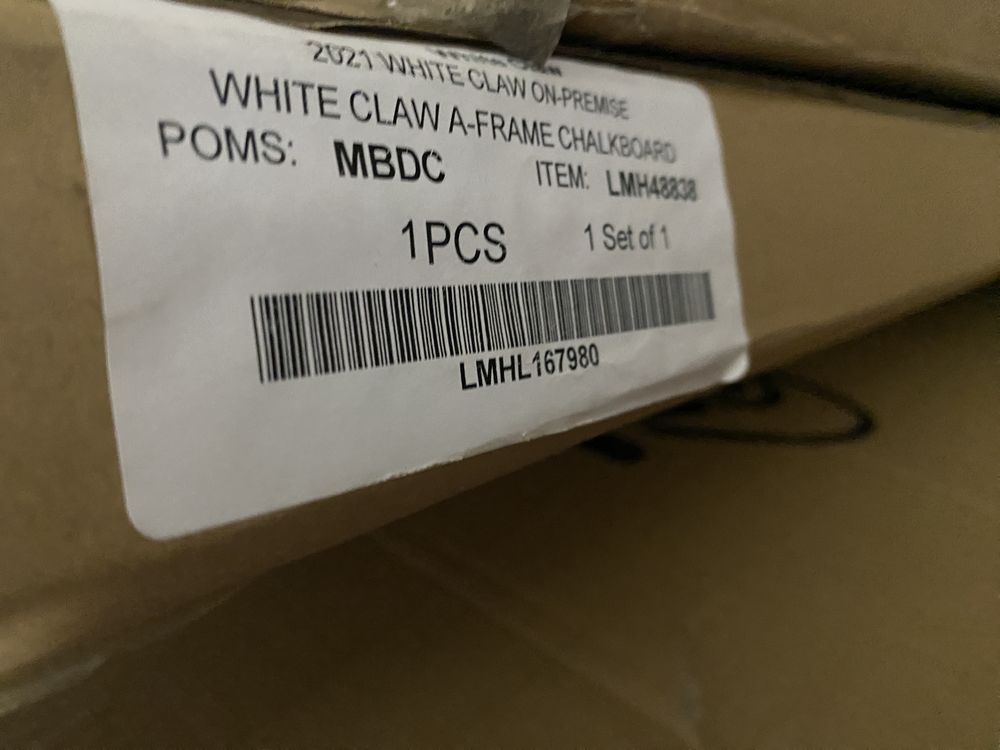 2021 WHITE CLAW ON-PREMISE
WHITE CLAW A-FRAME CHALKBOARD
POMS: MBDC ITEM: LMH48838
1PCS 1 Set of 1
LMHL167980